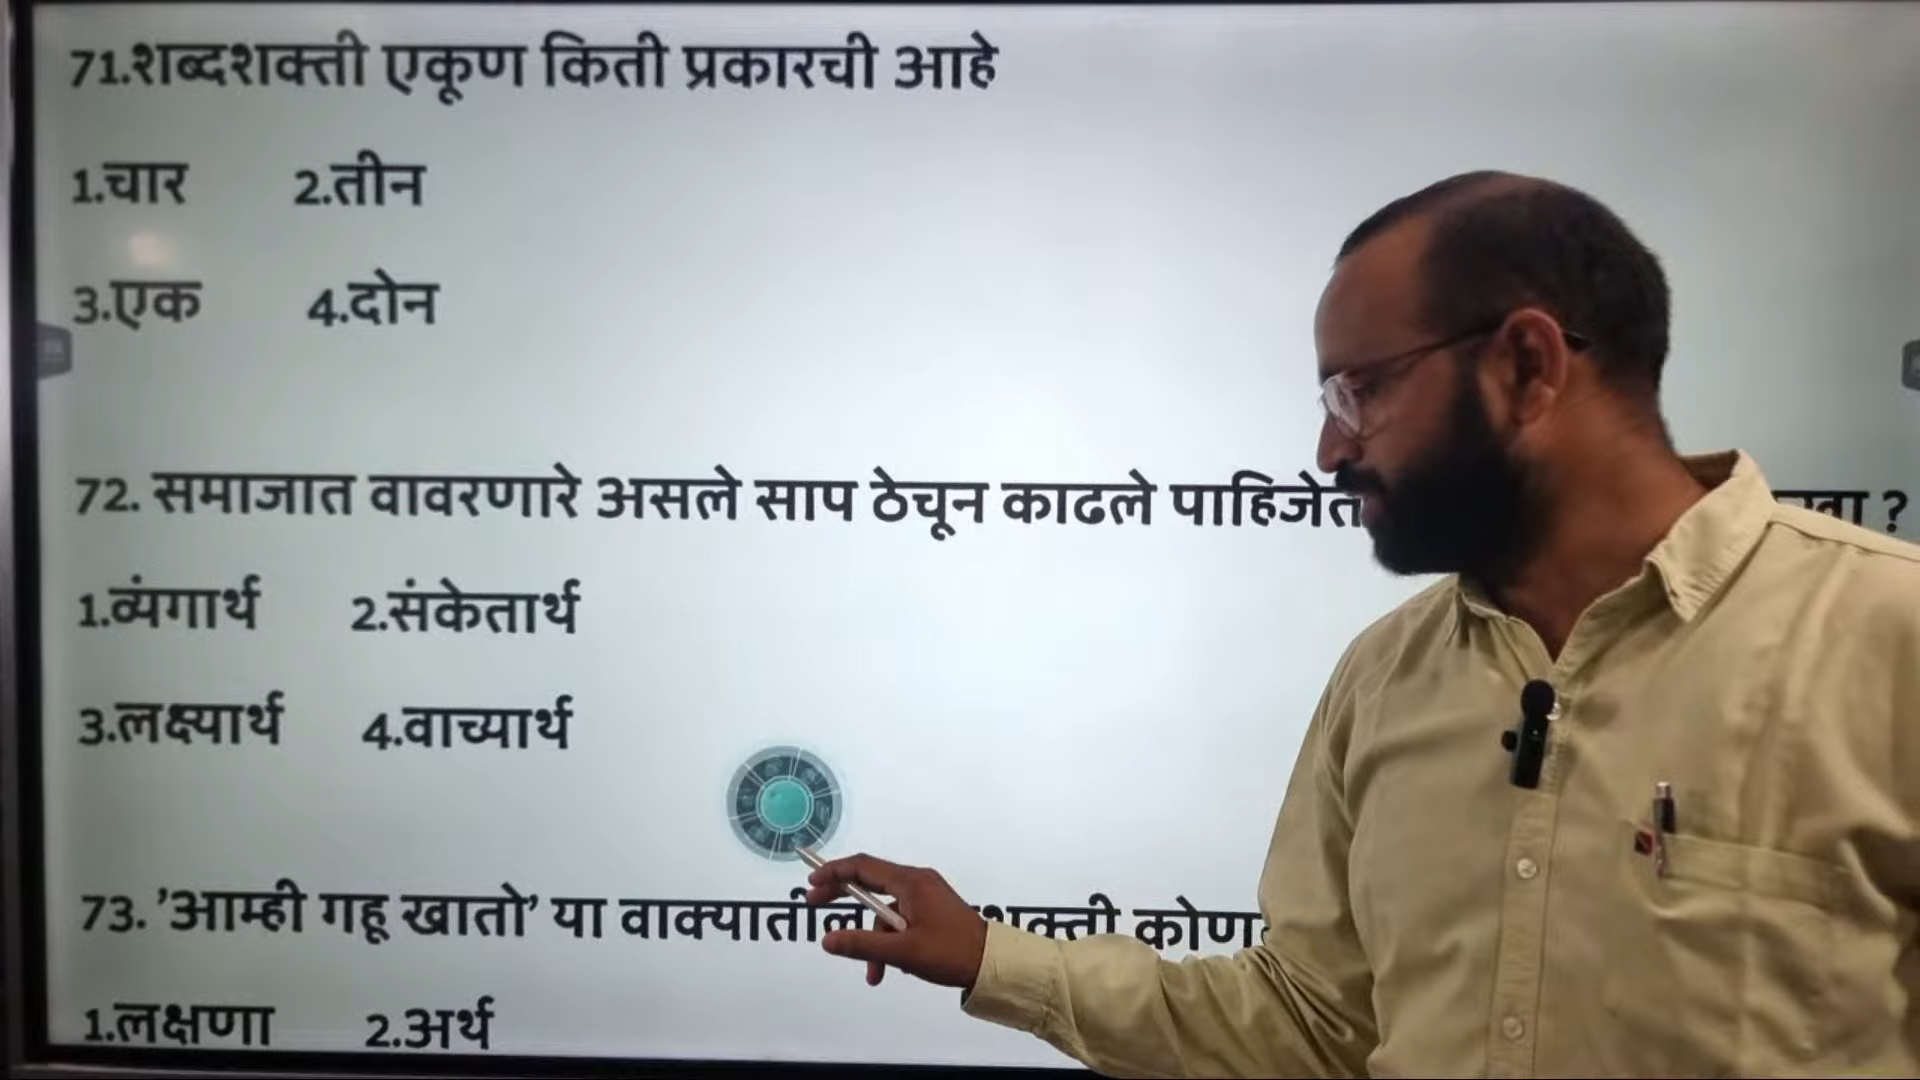 71.शब्दशक्ती एकूण किती प्रकारची आहे
1.चार 2.तीन
3.एक 4.दोन
72. समाजात वावरणारे असले साप ठेचून काढले पाहिजेत ?
1.व्यंगार्थ 2.संकेतार्थ
3.लक्ष्यार्थ 4.वाच्यार्थ
73. 'आम्ही गहू खातो' या वाक्यातील
1.लक्षणा 2.अर्थ